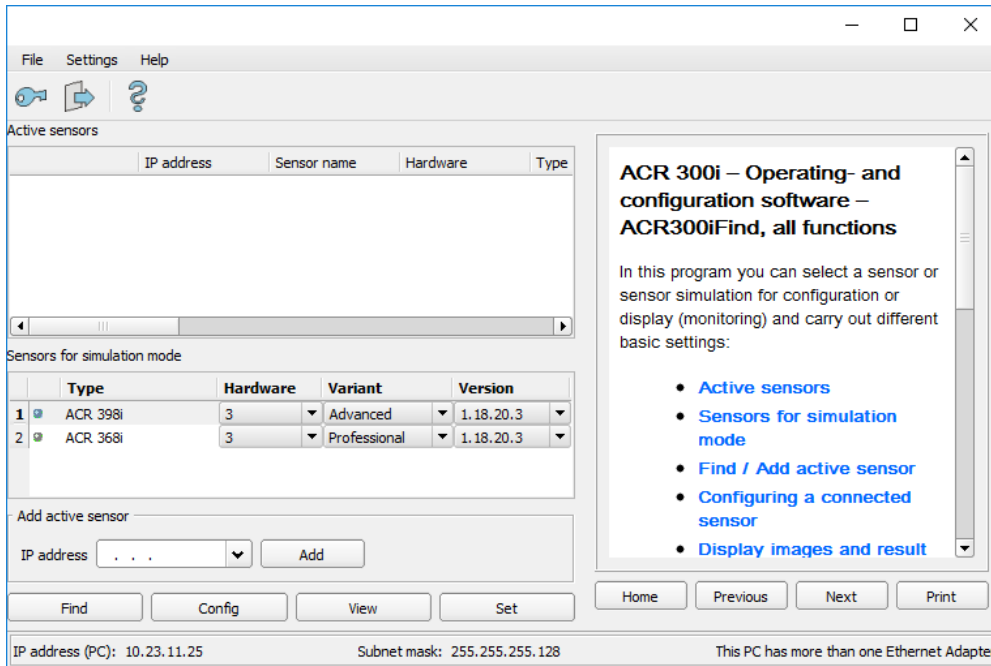 File Settings Help
Active sensors
IP address Sensor name Hardware Type
Sensors for simulation mode
Type Hardware Variant Version
1 ACR 398i 3 Advanced 1.18.20.3
2 ACR 368i 3 Professional 1.18.20.3
Add active sensor
IP address . . . Add
Find Config View Set
ACR 300i – Operating- and
configuration software –
ACR300iFind, all functions
In this program you can select a sensor or
sensor simulation for configuration or
display (monitoring) and carry out different
basic settings:
• Active sensors
• Sensors for simulation
mode
• Find / Add active sensor
• Configuring a connected
sensor
• Display images and result
Home Previous Next Print
IP address (PC): 10.23.11.25 Subnet mask: 255.255.255.128 This PC has more than one Ethernet Adapte